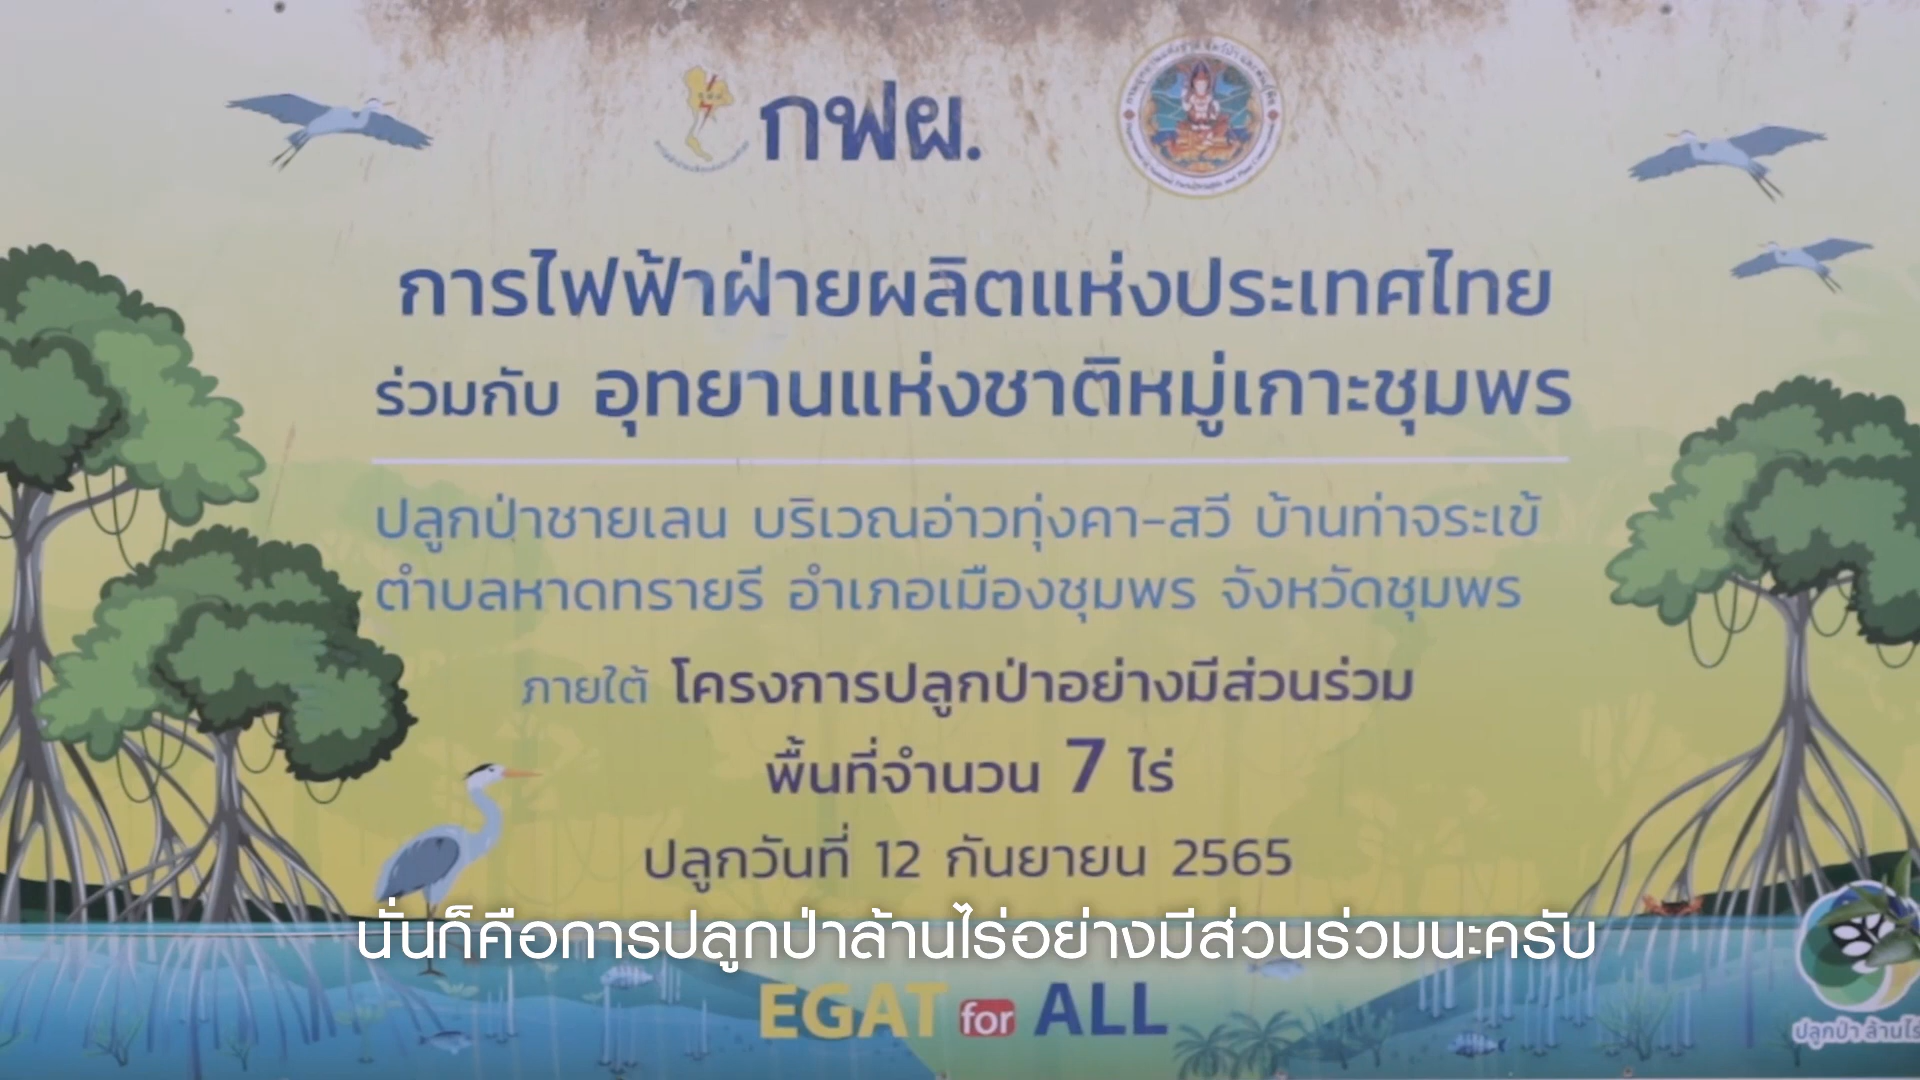 กฟผ.
การไฟฟ้าฝ่ายผลิตแห่งประเทศไทย
ร่วมกับ อุทยานแห่งชาติหมู่เกาะชุมพร
ปลูกป่าชายเลน บริเวณอ่าวทุ่งคา-สวี บ้านท่าจระเข้
ตำบลหาดทรายรี อำเภอเมืองชุมพร จังหวัดชุมพร
ภายใต้ โครงการปลูกป่าอย่างมีส่วนร่วม
พื้นที่จำนวน 7 ไร่
ปลูกวันที่ 12 กันยายน 2565
นั่นก็คือการปลูกป่าล้านไร่อย่างมีส่วนร่วมนะครับ
EGAT for ALL
ปลูกป่า ล้านไร่